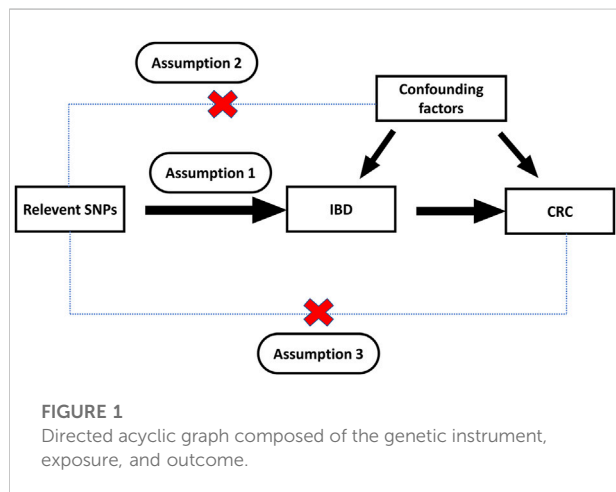 Assumption 2
Confounding
factors
Assumption 1
Relevent SNPs
IBD
CRC
Assumption 3
FIGURE 1
Directed acyclic graph composed of the genetic instrument,
exposure, and outcome.